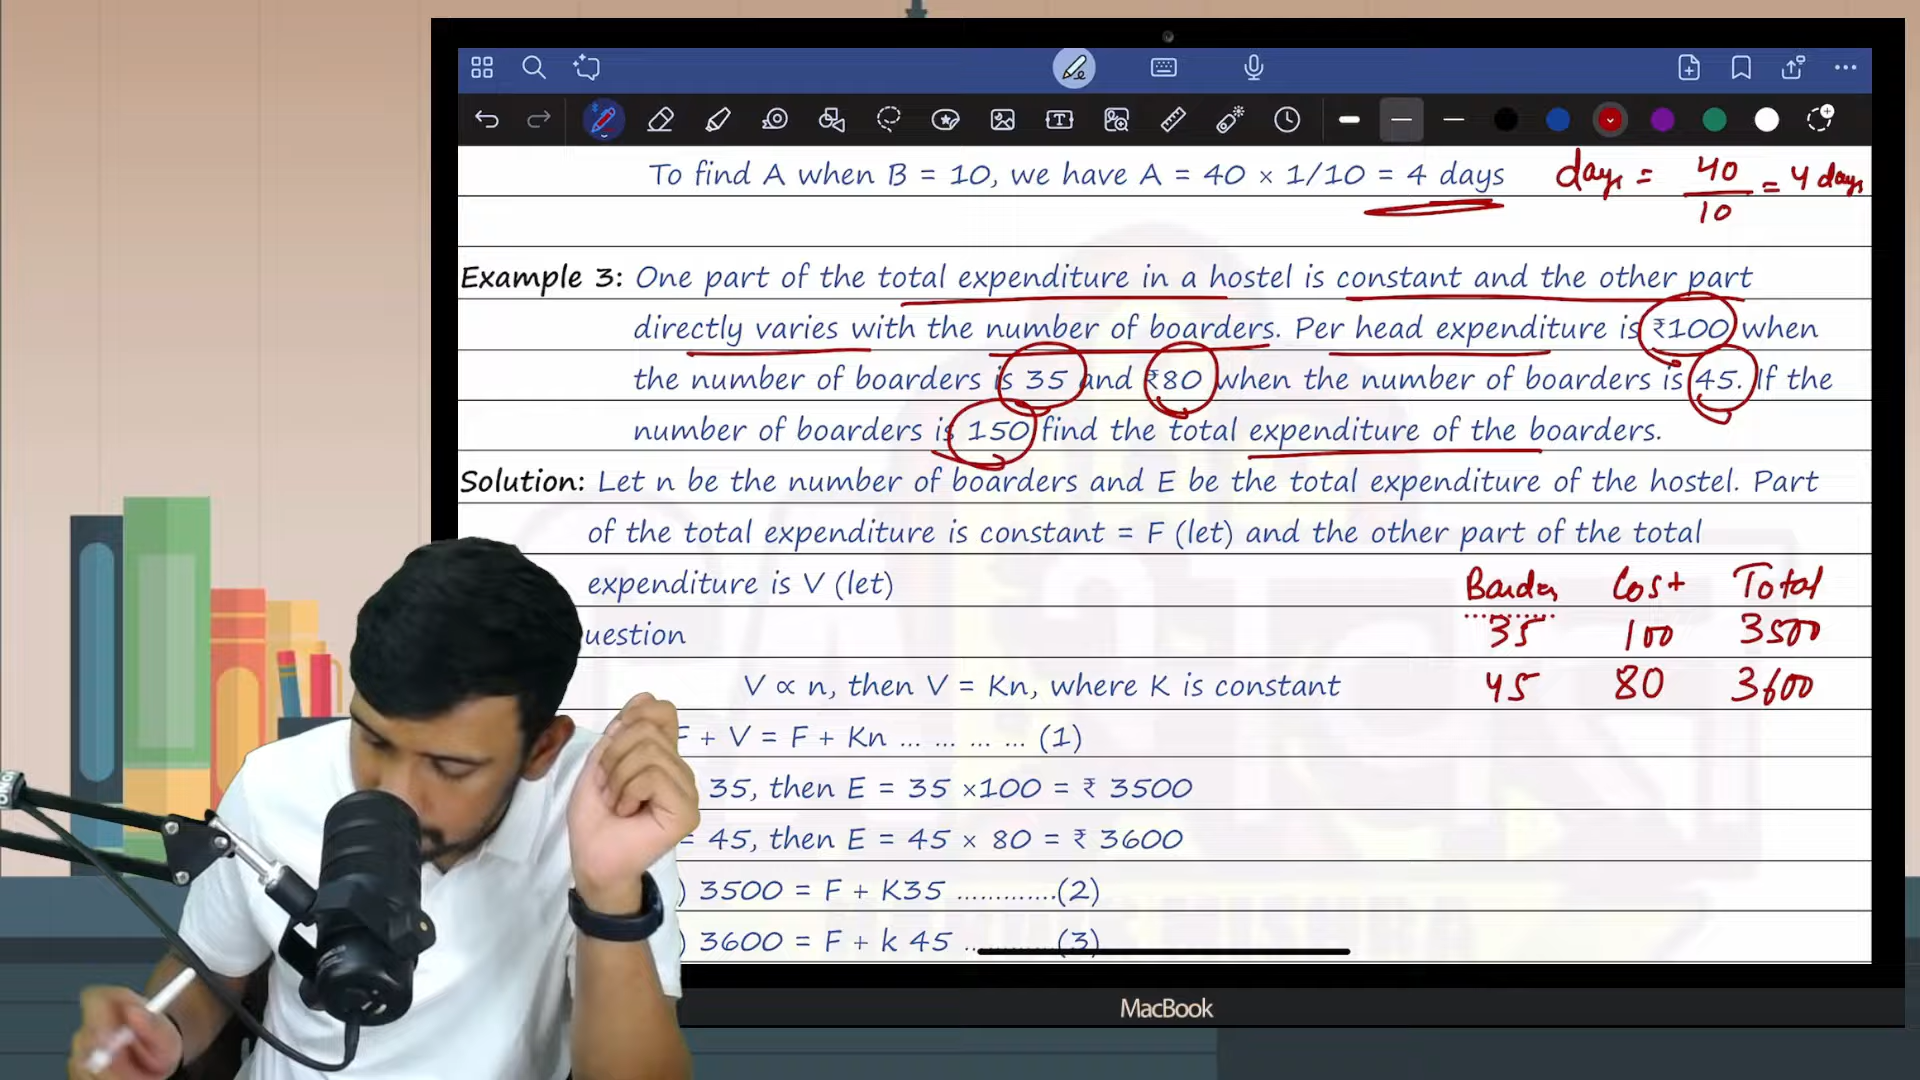 To find A when B = 10, we have A = 40 × 1/10 = 4 days
days = 40/10 = 4 days
Example 3: One part of the total expenditure in a hostel is constant and the other part
directly varies with the number of boarders. Per head expenditure is ₹100 when
the number of boarders is 35 and ₹80 when the number of boarders is 45. If the
number of boarders is 150 find the total expenditure of the boarders.
Solution: Let n be the number of boarders and E be the total expenditure of the hostel. Part
of the total expenditure is constant = F (let) and the other part of the total
expenditure is V (let)
Cost Total
uestion
35 100 3500
V ∝ n, then V = Kn, where K is constant
45 80 3600
F + V = F + Kn ... ... ... ... (1)
35, then E = 35 ×100 = ₹ 3500
= 45, then E = 45 × 80 = ₹ 3600
) 3500 = F + K35 .............(2)
) 3600 = F + k 45 ............(3)
MacBook